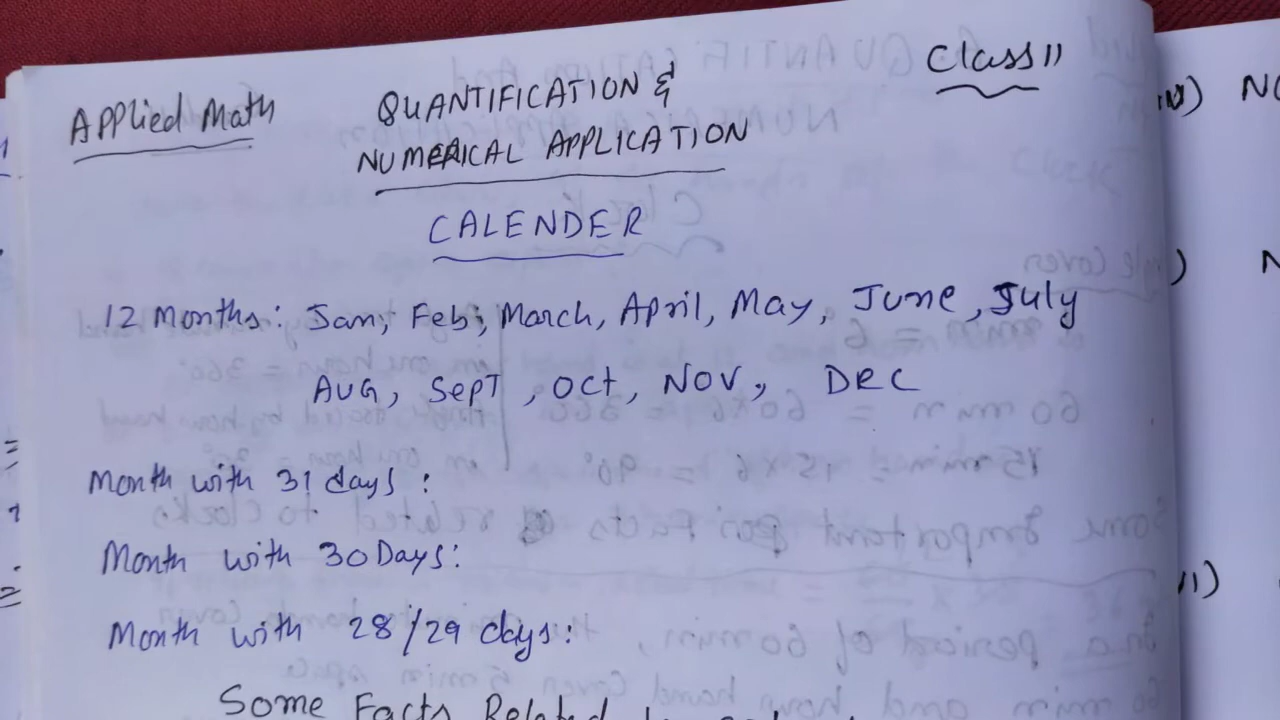 Class 11
Applied Math
QUANTIFICATION &
NUMERICAL APPLICATION
CALENDER
12 Months: Jan, Feb, March, April, May, June, July
AUG, SEPT, OCt, NOV, DEC
Month with 31 days:
Month with 30 Days:
Month with 28/29 days:
Some Facts Related